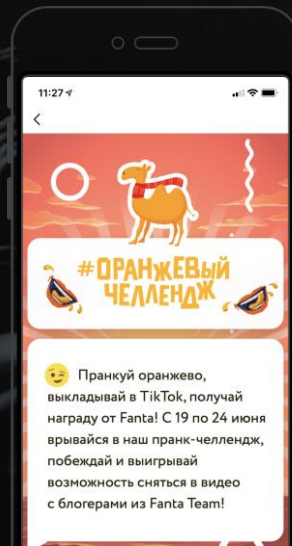 11:27
#ОРАНЖЕВЫЙ
ЧЕЛЛЕНДЖ
Пранкуй оранжево,
выкладывай в TikTok, получай
награду от Fanta! С 19 по 24 июня
врывайся в наш пранк-челлендж,
побеждай и выигрывай
возможность сняться в видео
с блогерами из Fanta Team!